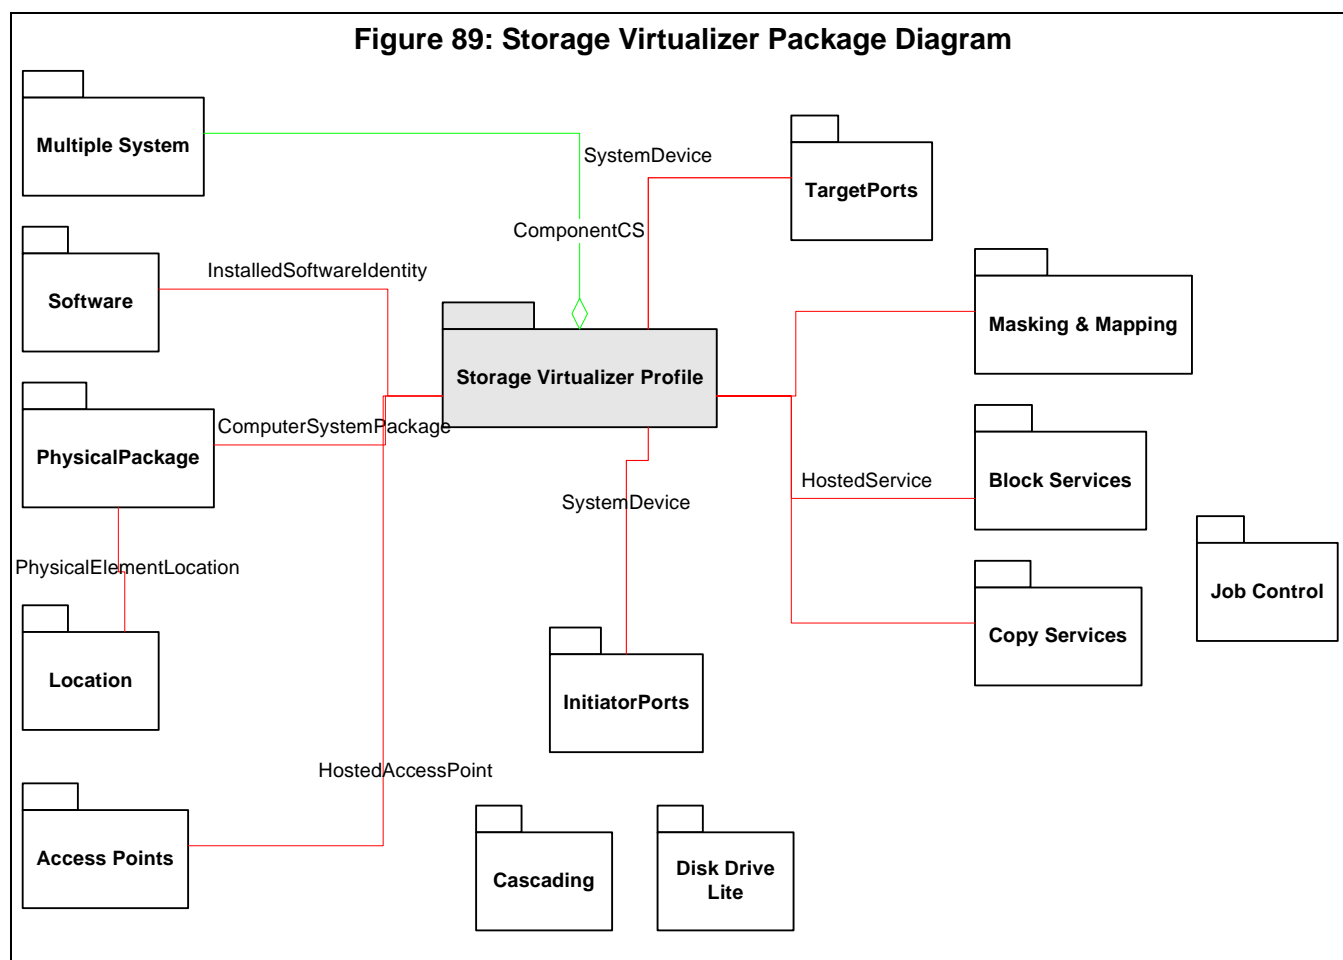 Figure 89: Storage Virtualizer Package Diagram
Multiple System
SystemDevice
TargetPorts
ComponentCS
InstalledSoftwareIdentity
Software
Masking & Mapping
Storage Virtualizer Profile
ComputerSystemPackage
PhysicalPackage
HostedService
Block Services
SystemDevice
PhysicalElementLocation
Job Control
Copy Services
Location
InitiatorPorts
HostedAccessPoint
Access Points
Cascading
Disk Drive
Lite